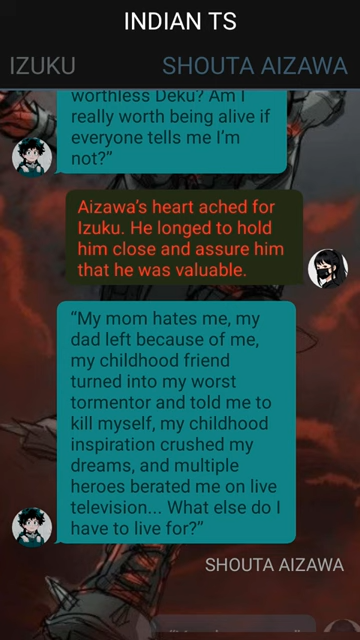 INDIAN TS
IZUKU SHOUTA AIZAWA
worthless Deku? Am I
really worth being alive if
everyone tells me I'm
not?”
Aizawa's heart ached for
Izuku. He longed to hold
him close and assure him
that he was valuable.
“My mom hates me, my
dad left because of me,
my childhood friend
turned into my worst
tormentor and told me to
kill myself, my childhood
inspiration crushed my
dreams, and multiple
heroes berated me on live
television... What else do I
have to live for?”
SHOUTA AIZAWA